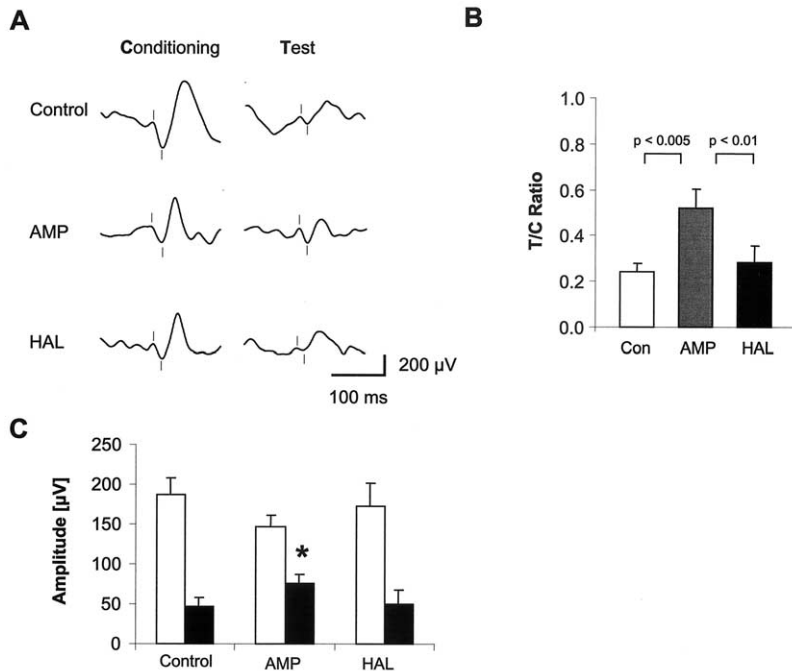 A
Conditioning Test
Control
AMP
HAL
200 µV
100 ms
B
T/C Ratio
1.0
0.8
0.6
0.4
0.2
0.0
p < 0.005 p < 0.01
Con AMP HAL
C
Amplitude [µV]
250
200
150
100
50
0
*
Control AMP HAL